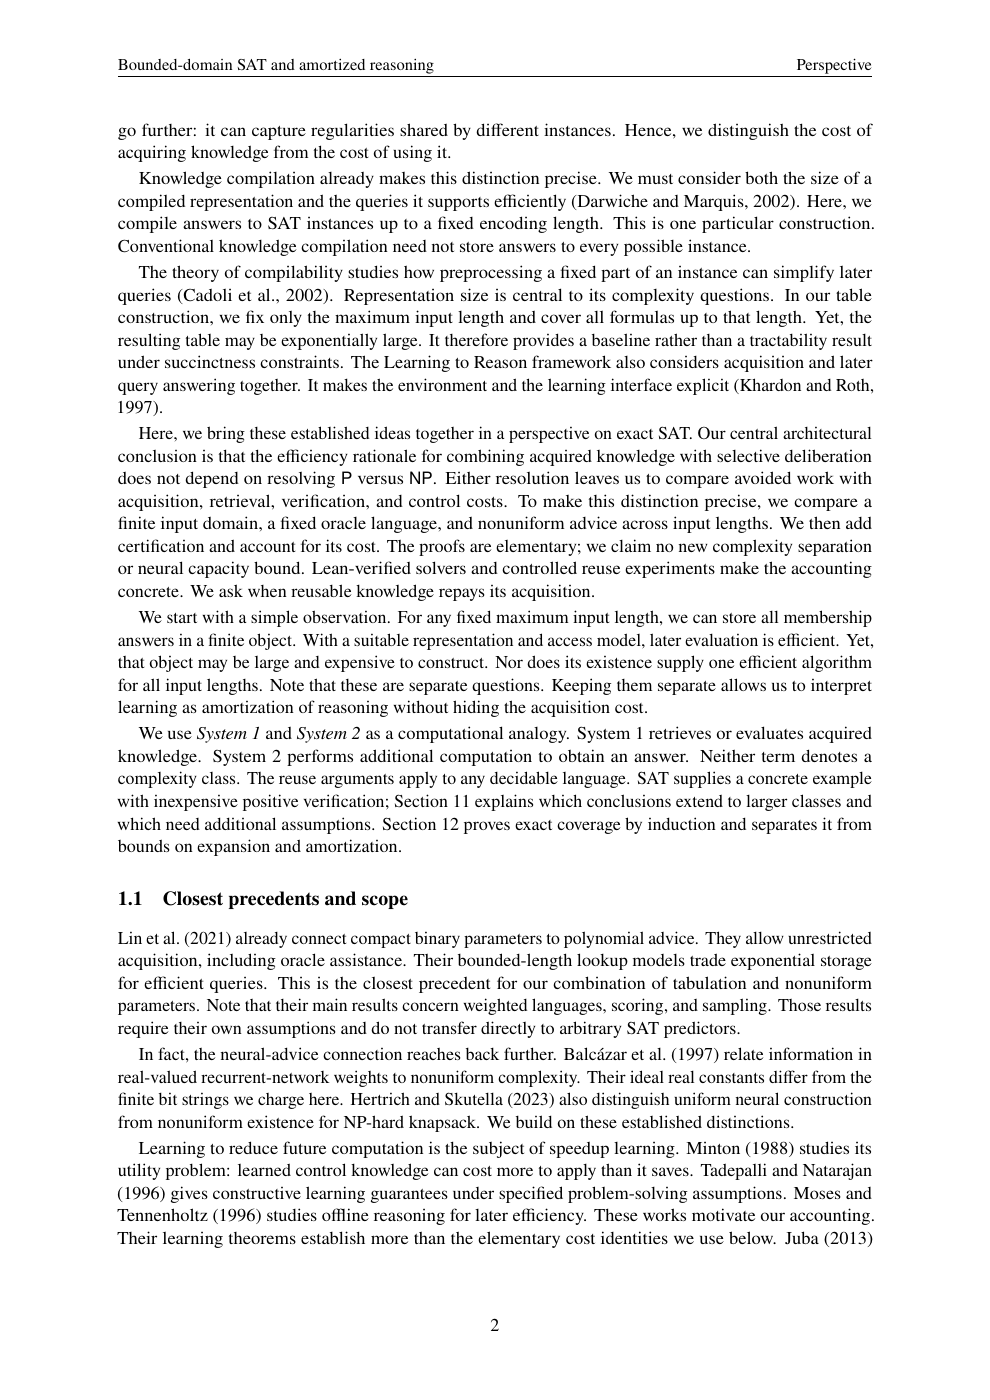 Bounded-domain SAT and amortized reasoning Perspective
go further: it can capture regularities shared by different instances. Hence, we distinguish the cost of
acquiring knowledge from the cost of using it.
Knowledge compilation already makes this distinction precise. We must consider both the size of a
compiled representation and the queries it supports efficiently (Darwiche and Marquis, 2002). Here, we
compile answers to SAT instances up to a fixed encoding length. This is one particular construction.
Conventional knowledge compilation need not store answers to every possible instance.
The theory of compilability studies how preprocessing a fixed part of an instance can simplify later
queries (Cadoli et al., 2002). Representation size is central to its complexity questions. In our table
construction, we fix only the maximum input length and cover all formulas up to that length. Yet, the
resulting table may be exponentially large. It therefore provides a baseline rather than a tractability result
under succinctness constraints. The Learning to Reason framework also considers acquisition and later
query answering together. It makes the environment and the learning interface explicit (Khardon and Roth,
1997).
Here, we bring these established ideas together in a perspective on exact SAT. Our central architectural
conclusion is that the efficiency rationale for combining acquired knowledge with selective deliberation
does not depend on resolving P versus NP. Either resolution leaves us to compare avoided work with
acquisition, retrieval, verification, and control costs. To make this distinction precise, we compare a
finite input domain, a fixed oracle language, and nonuniform advice across input lengths. We then add
certification and account for its cost. The proofs are elementary; we claim no new complexity separation
or neural capacity bound. Lean-verified solvers and controlled reuse experiments make the accounting
concrete. We ask when reusable knowledge repays its acquisition.
We start with a simple observation. For any fixed maximum input length, we can store all membership
answers in a finite object. With a suitable representation and access model, later evaluation is efficient. Yet,
that object may be large and expensive to construct. Nor does its existence supply one efficient algorithm
for all input lengths. Note that these are separate questions. Keeping them separate allows us to interpret
learning as amortization of reasoning without hiding the acquisition cost.
We use System 1 and System 2 as a computational analogy. System 1 retrieves or evaluates acquired
knowledge. System 2 performs additional computation to obtain an answer. Neither term denotes a
complexity class. The reuse arguments apply to any decidable language. SAT supplies a concrete example
with inexpensive positive verification; Section 11 explains which conclusions extend to larger classes and
which need additional assumptions. Section 12 proves exact coverage by induction and separates it from
bounds on expansion and amortization.
1.1 Closest precedents and scope
Lin et al. (2021) already connect compact binary parameters to polynomial advice. They allow unrestricted
acquisition, including oracle assistance. Their bounded-length lookup models trade exponential storage
for efficient queries. This is the closest precedent for our combination of tabulation and nonuniform
parameters. Note that their main results concern weighted languages, scoring, and sampling. Those results
require their own assumptions and do not transfer directly to arbitrary SAT predictors.
In fact, the neural-advice connection reaches back further. Balcázar et al. (1997) relate information in
real-valued recurrent-network weights to nonuniform complexity. Their ideal real constants differ from the
finite bit strings we charge here. Hertrich and Skutella (2023) also distinguish uniform neural construction
from nonuniform existence for NP-hard knapsack. We build on these established distinctions.
Learning to reduce future computation is the subject of speedup learning. Minton (1988) studies its
utility problem: learned control knowledge can cost more to apply than it saves. Tadepalli and Natarajan
(1996) gives constructive learning guarantees under specified problem-solving assumptions. Moses and
Tennenholtz (1996) studies offline reasoning for later efficiency. These works motivate our accounting.
Their learning theorems establish more than the elementary cost identities we use below. Juba (2013)
2